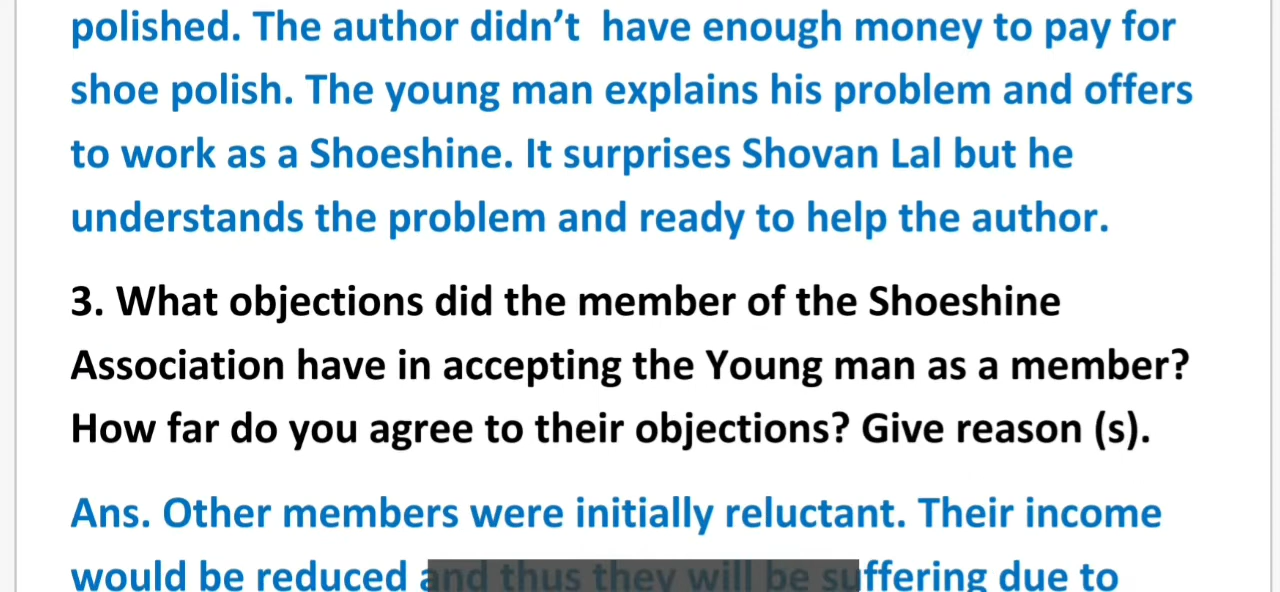 polished. The author didn’t  have enough money to pay for
shoe polish. The young man explains his problem and offers
to work as a Shoeshine. It surprises Shovan Lal but he
understands the problem and ready to help the author.
3. What objections did the member of the Shoeshine
Association have in accepting the Young man as a member?
How far do you agree to their objections? Give reason (s).
Ans. Other members were initially reluctant. Their income
would be reduced and thus they will be suffering due to